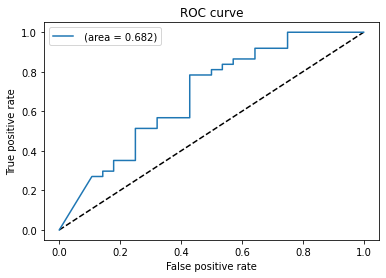 ROC curve
(area = 0.682)
True positive rate
1.0
0.8
0.6
0.4
0.2
0.0
0.0 0.2 0.4 0.6 0.8 1.0
False positive rate